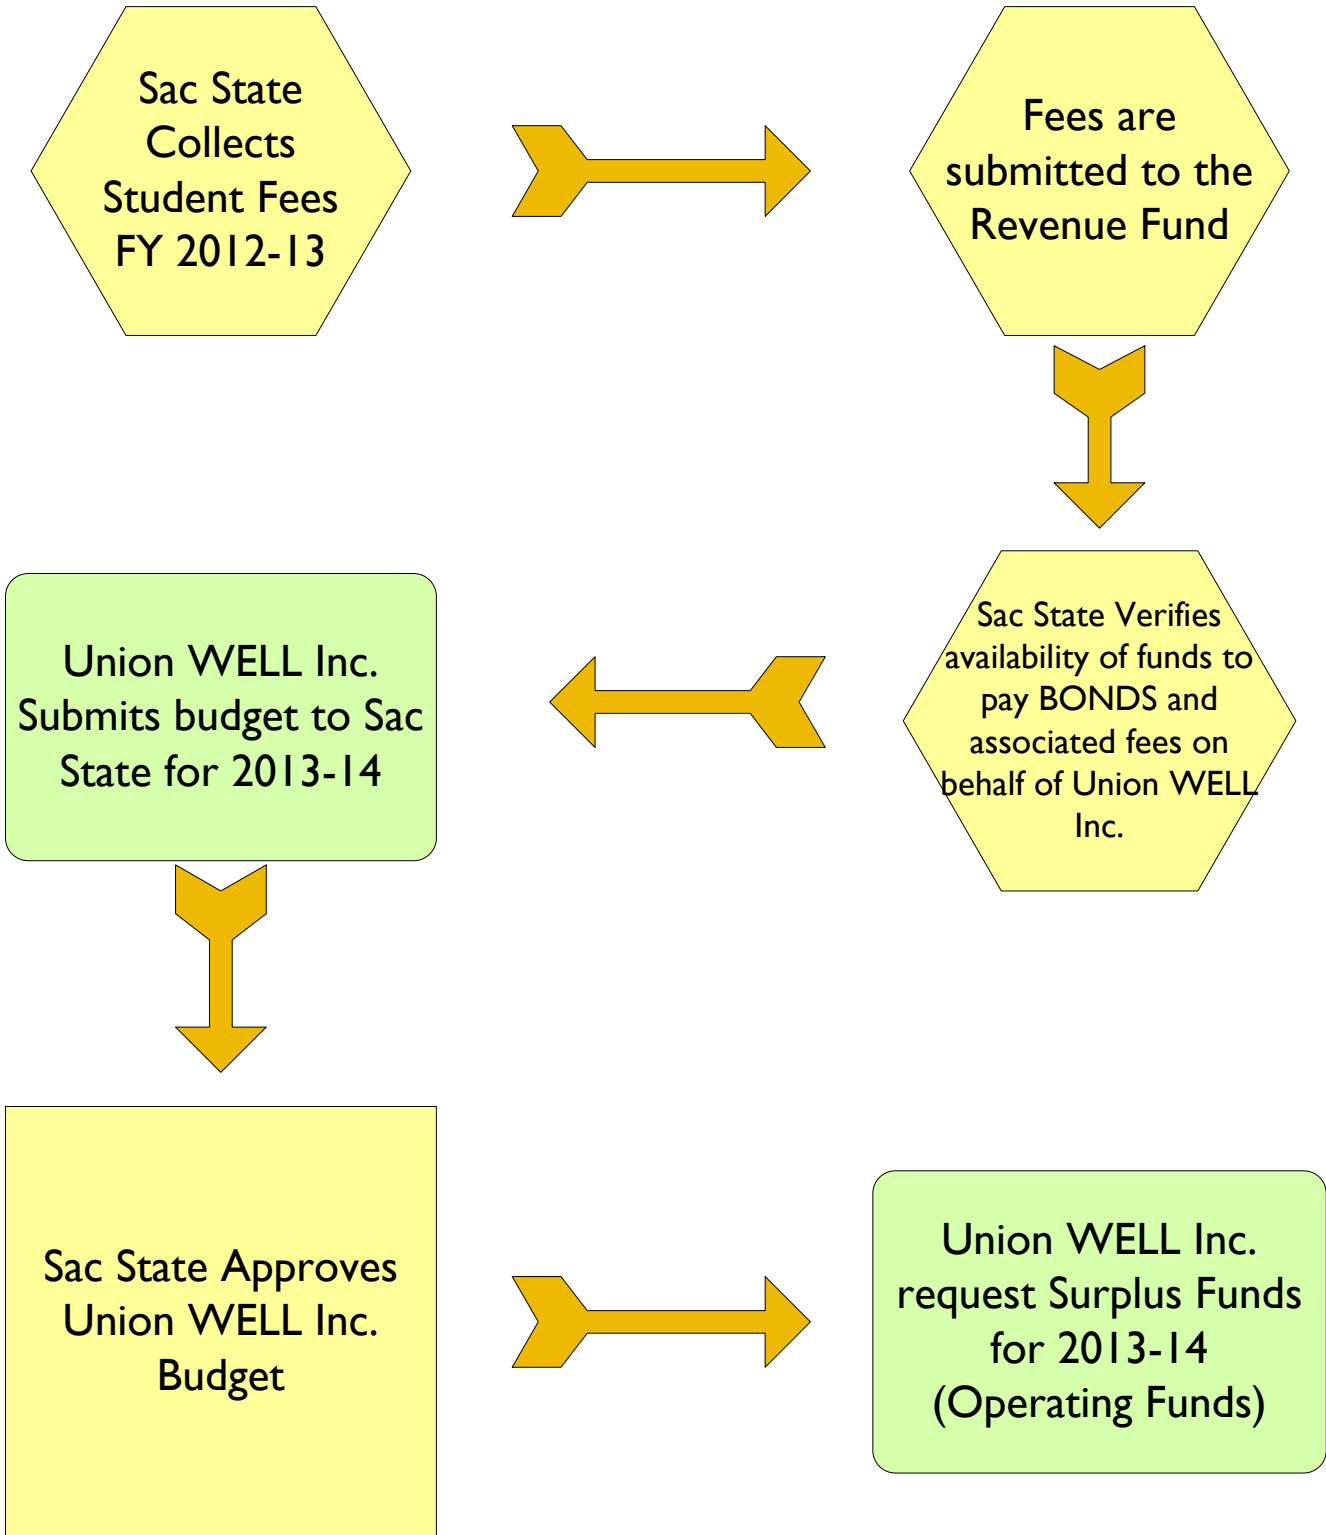 Sac State
Collects
Student Fees
FY 2012-13
Fees are
submitted to the
Revenue Fund
Sac State Verifies
availability of funds to
pay BONDS and
associated fees on
behalf of Union WELL
Inc.
Union WELL Inc.
Submits budget to Sac
State for 2013-14
Sac State Approves
Union WELL Inc.
Budget
Union WELL Inc.
request Surplus Funds
for 2013-14
(Operating Funds)